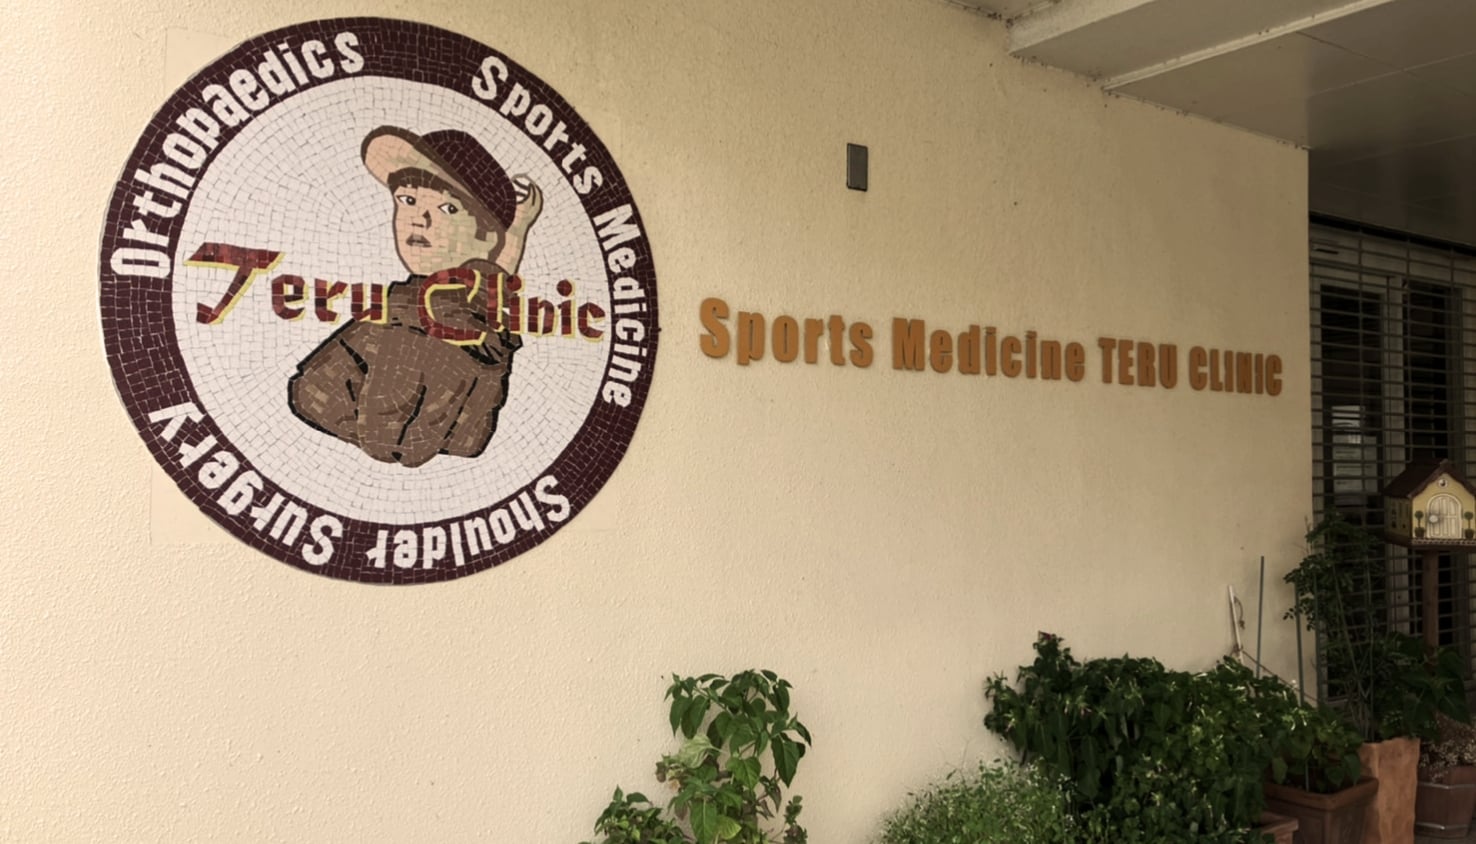 Orthopaedics
Sports Medicine
Teru Clinic
Shoulder Surgery
Sports Medicine TERU CLINIC